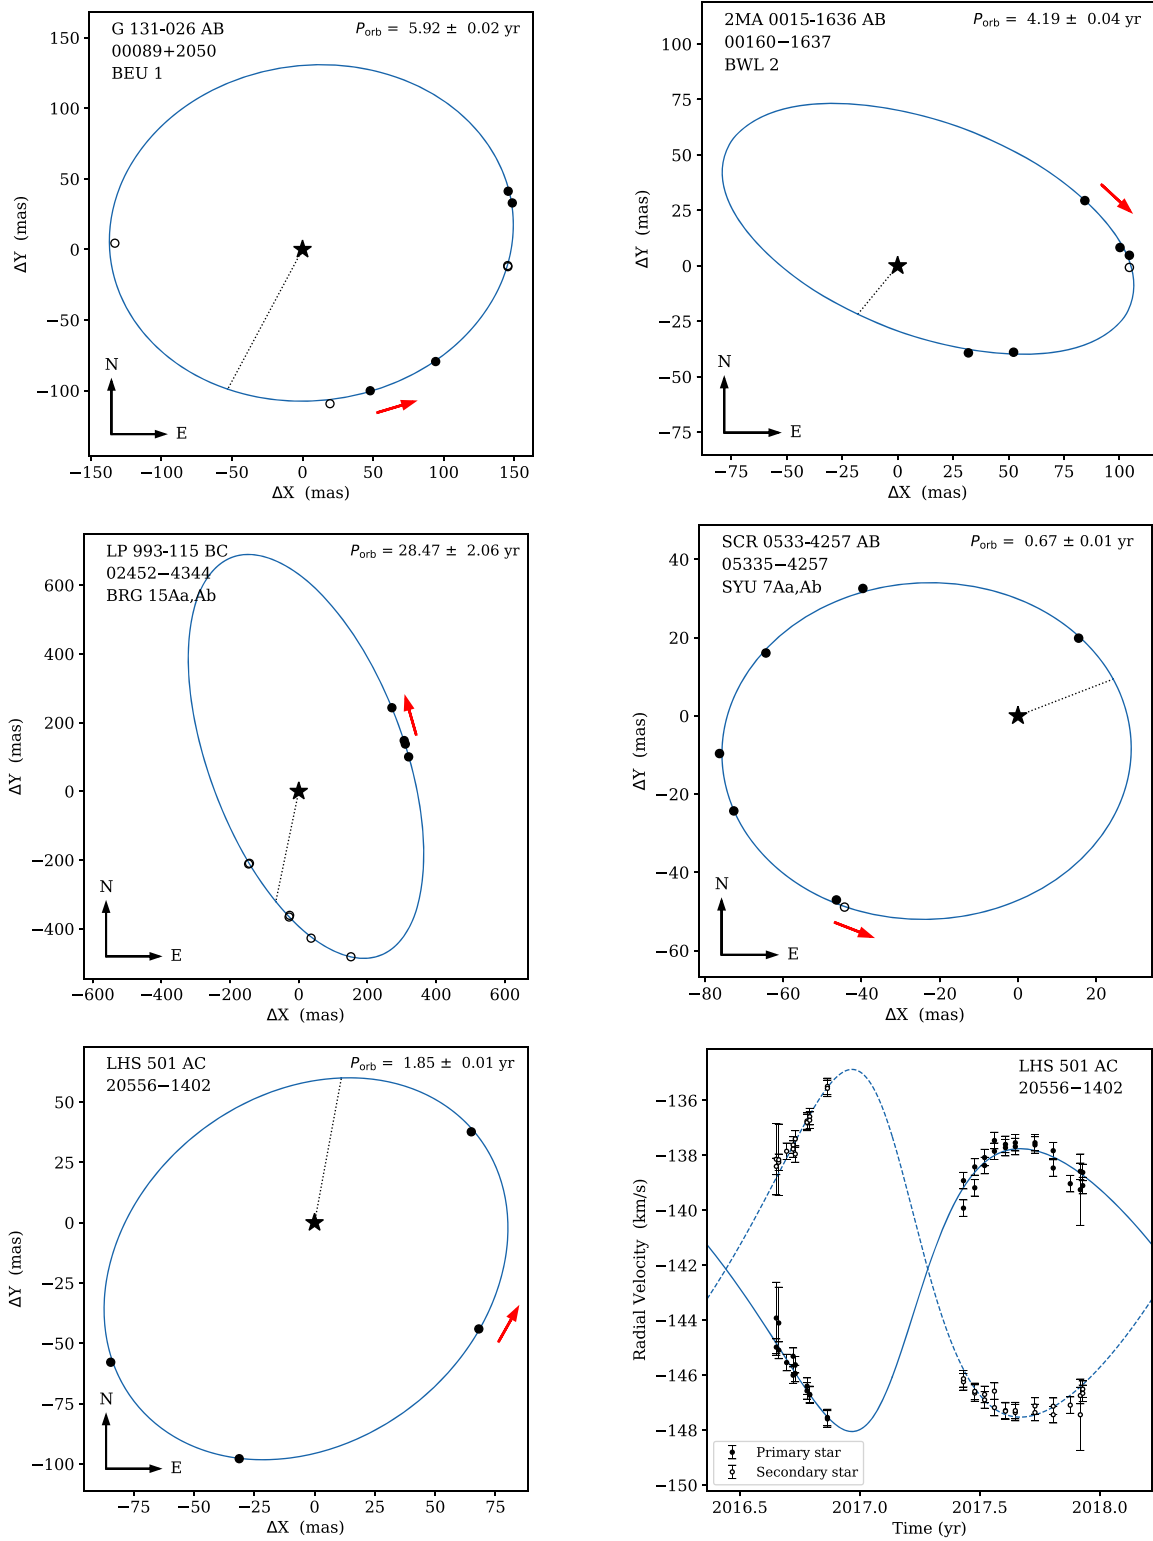 G 131-026 AB
00089+2050
BEU 1
P_orb = 5.92 ± 0.02 yr
150
100
50
0
−50
−100
ΔY (mas)
N
E
−150
−100
−50
0
50
100
150
ΔX (mas)
2MA 0015-1636 AB
00160−1637
BWL 2
P_orb = 4.19 ± 0.04 yr
100
75
50
25
0
−25
−50
−75
ΔY (mas)
N
E
−75
−50
−25
0
25
50
75
100
ΔX (mas)
LP 993-115 BC
02452−4344
BRG 15Aa,Ab
P_orb = 28.47 ± 2.06 yr
600
400
200
0
−200
−400
ΔY (mas)
N
E
−600
−400
−200
0
200
400
600
ΔX (mas)
SCR 0533-4257 AB
05335−4257
SYU 7Aa,Ab
P_orb = 0.67 ± 0.01 yr
40
20
0
−20
−40
−60
ΔY (mas)
N
E
−80
−60
−40
−20
0
20
ΔX (mas)
LHS 501 AC
20556−1402
P_orb = 1.85 ± 0.01 yr
50
25
0
−25
−50
−75
−100
ΔY (mas)
N
E
−75
−50
−25
0
25
50
75
ΔX (mas)
LHS 501 AC
20556−1402
−136
−138
−140
−142
−144
−146
−148
−150
Radial Velocity (km/s)
Primary star
Secondary star
2016.5
2017.0
2017.5
2018.0
Time (yr)